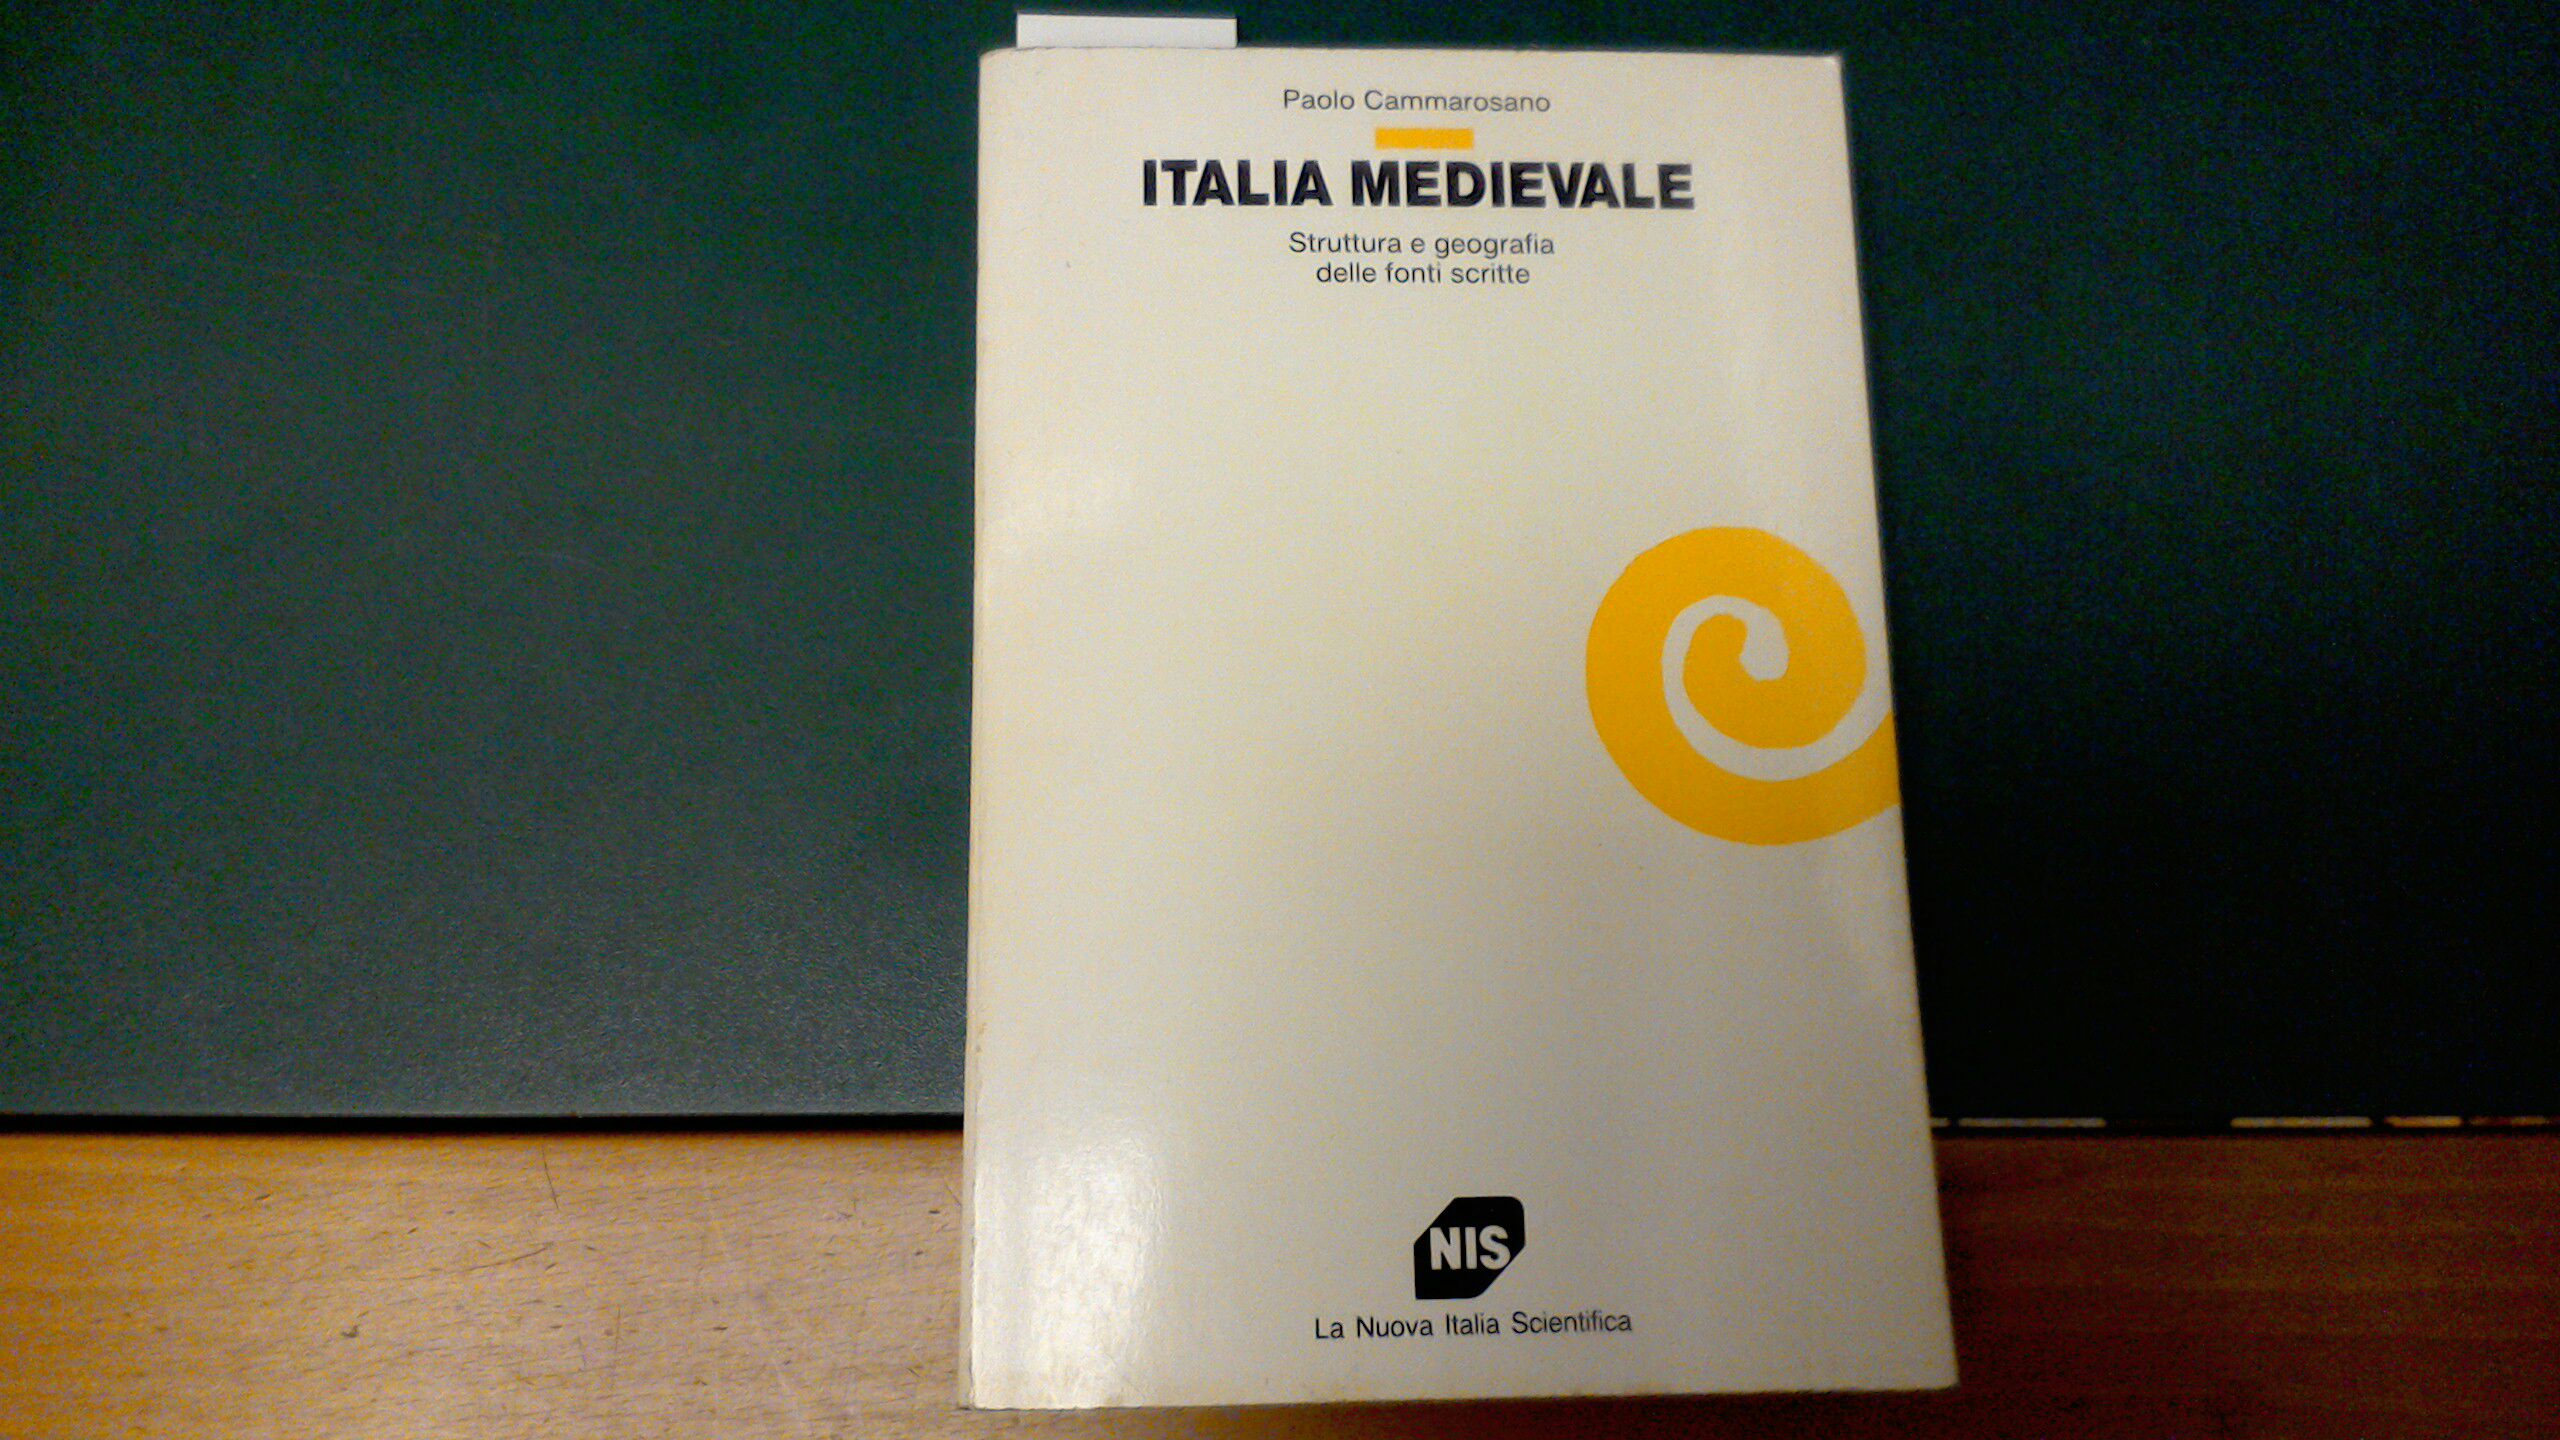 Paolo Cammarosano
ITALIA MEDIEVALE
Struttura e geografia
delle fonti scritte
NIS
La Nuova Italia Scientifica